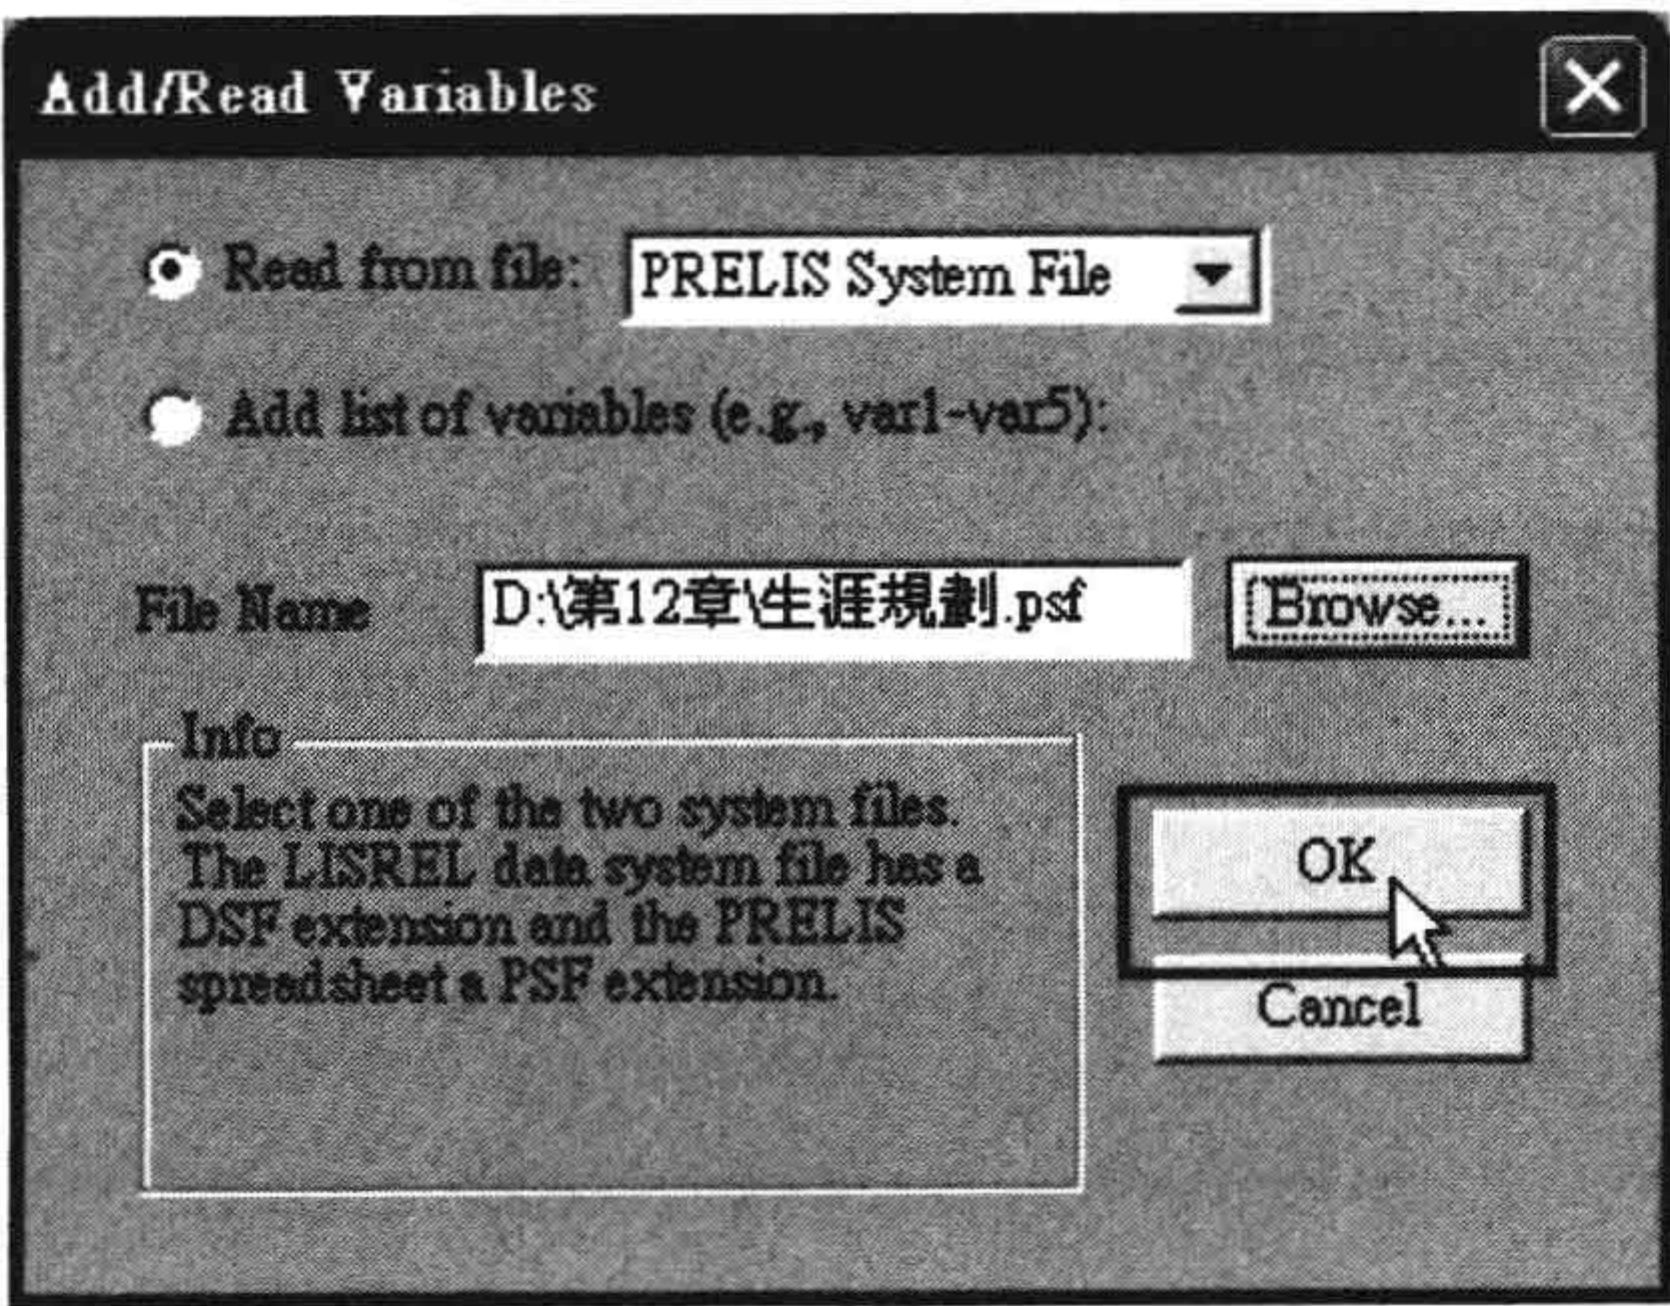 Add/Read Variables
Read from file: PRELIS System File
Add list of variables (e.g., var1-var5):
File Name D:\第12章\生涯規劃.psf Browse...
Info
Select one of the two system files.
The LISREL data system file has a
DSF extension and the PRELIS
spreadsheet a PSF extension.
OK
Cancel